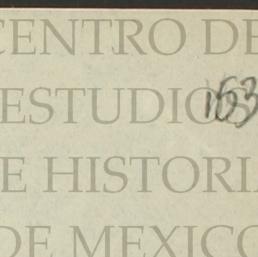 CENTRO DE
ESTUDIO
E HISTORI
DE MEXICO
163